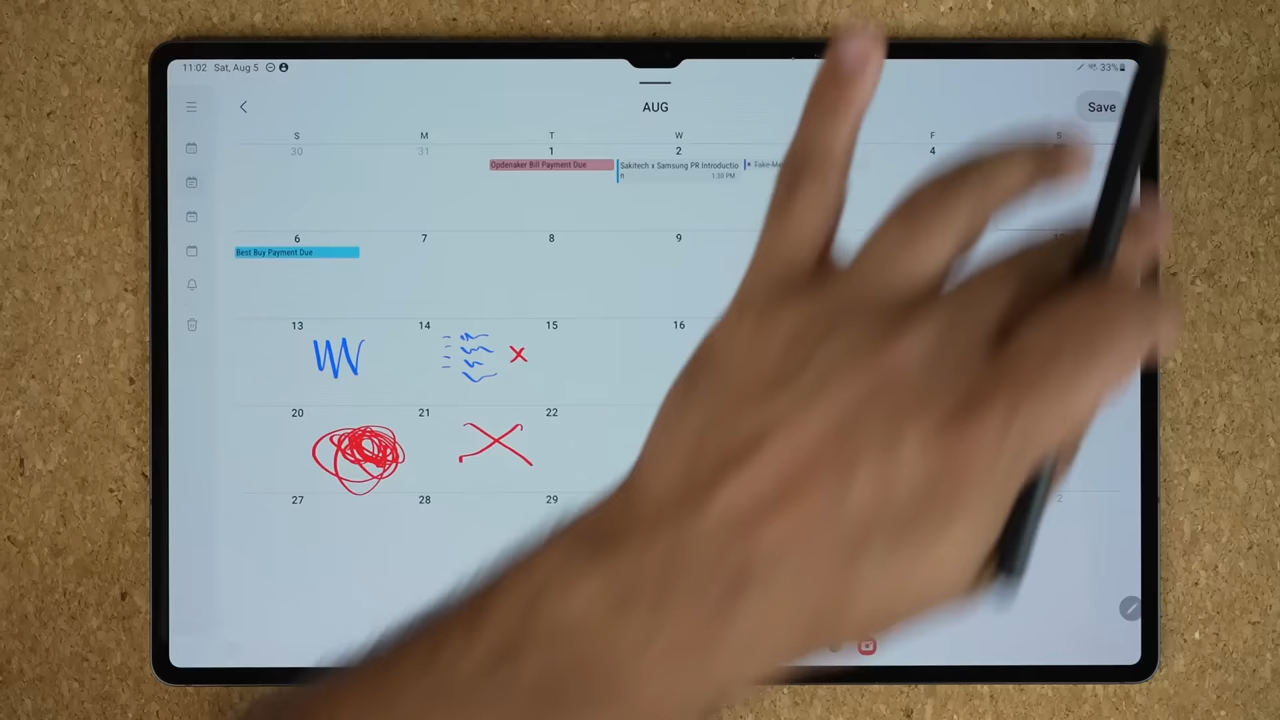 11:02 Sat, Aug 5
33%
AUG
Save
S M T W F S
30 31 1 2 4
Opdenaker Bill Payment Due
Sakitech x Samsung PR Introductio
n
1:30 PM
6 7 8 9
Best Buy Payment Due
13 14 15 16
20 21 22
27 28 29 2